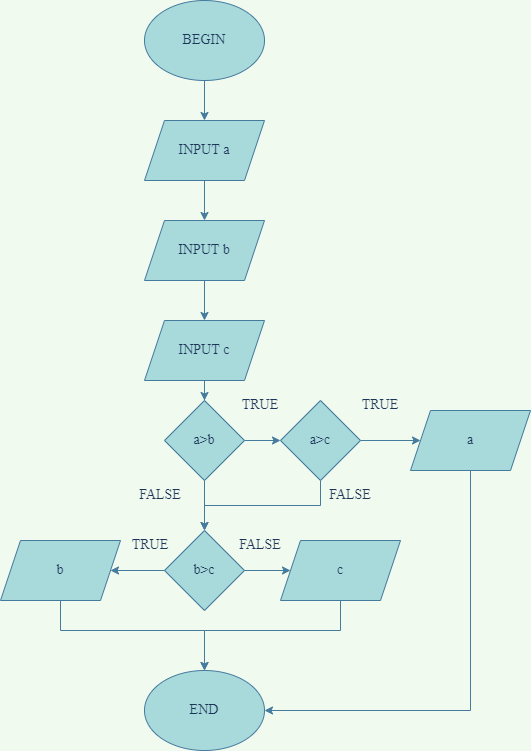 BEGIN
INPUT a
INPUT b
INPUT c
TRUE
TRUE
a>b
a>c
a
FALSE
FALSE
TRUE
FALSE
b
b>c
c
END